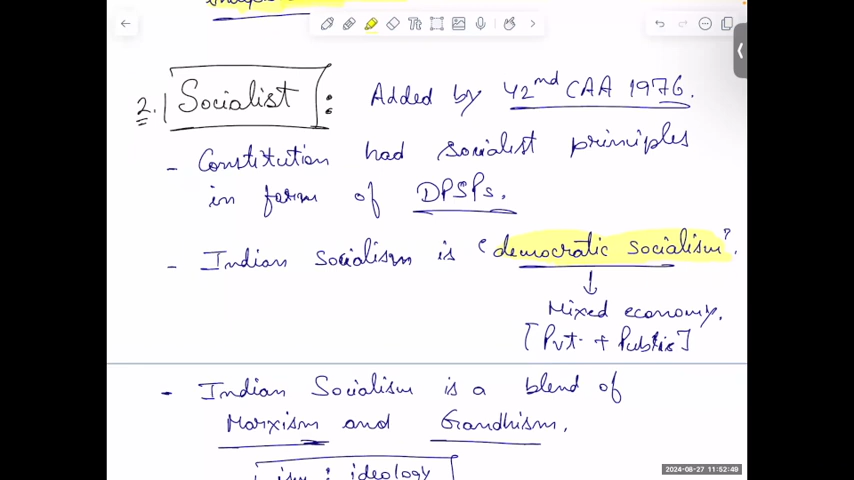 2. Socialist : Added by 42nd CAA 1976.
- Constitution had socialist principles
in form of DPSPs.
- Indian Socialism is 'democratic socialism'.
↓
Mixed economy.
[Pvt. + Public]
- Indian Socialism is a blend of
Marxism and Gandhism.
ism : ideology
2024-08-27 11:52:49